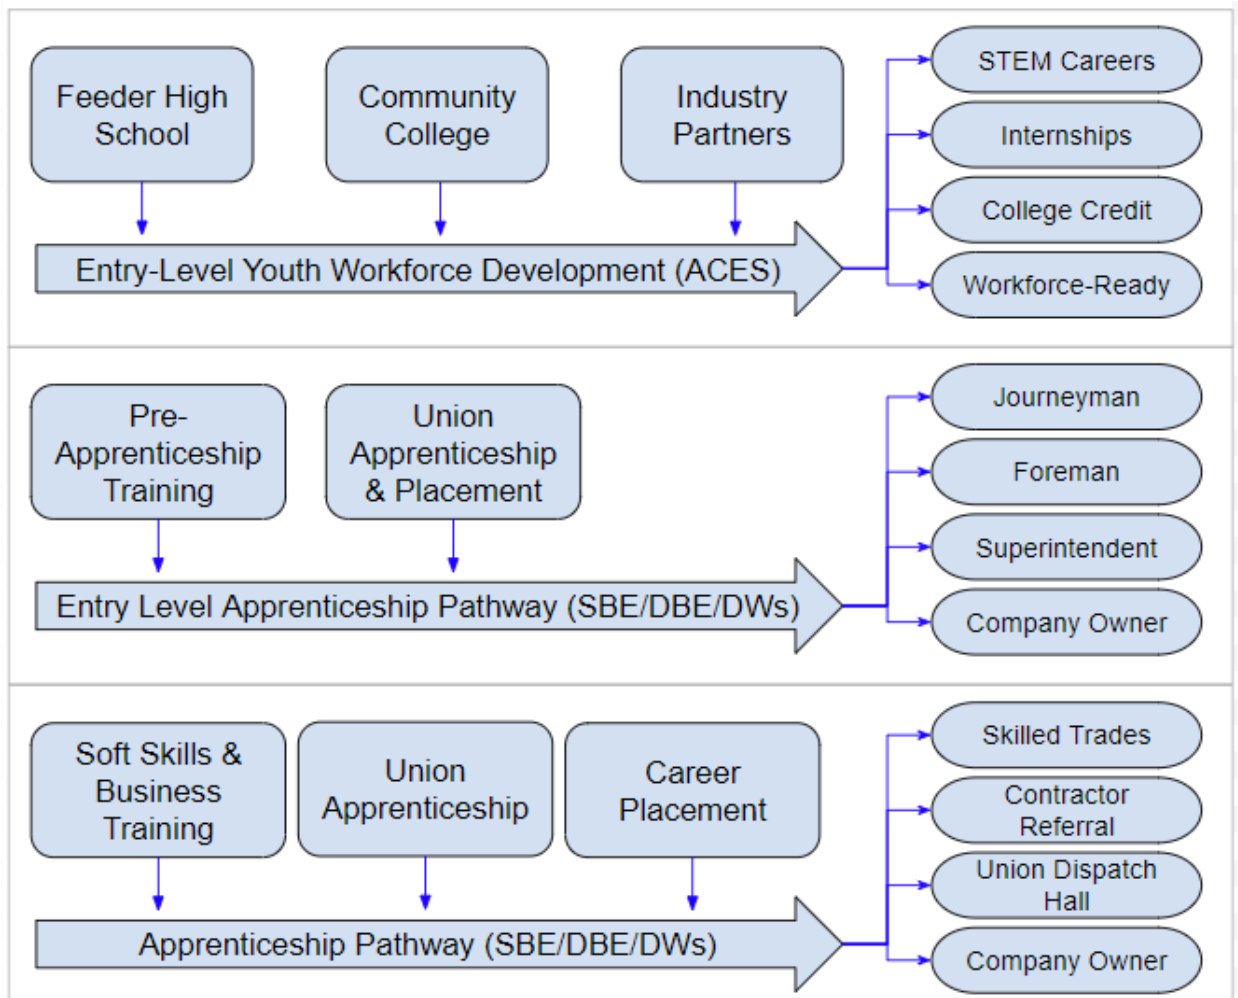 Feeder High
School
Community
College
Industry
Partners
Entry-Level Youth Workforce Development (ACES)
STEM Careers
Internships
College Credit
Workforce-Ready
Pre-
Apprenticeship
Training
Union
Apprenticeship
& Placement
Entry Level Apprenticeship Pathway (SBE/DBE/DWs)
Journeyman
Foreman
Superintendent
Company Owner
Soft Skills &
Business
Training
Union
Apprenticeship
Career
Placement
Apprenticeship Pathway (SBE/DBE/DWs)
Skilled Trades
Contractor
Referral
Union Dispatch
Hall
Company Owner